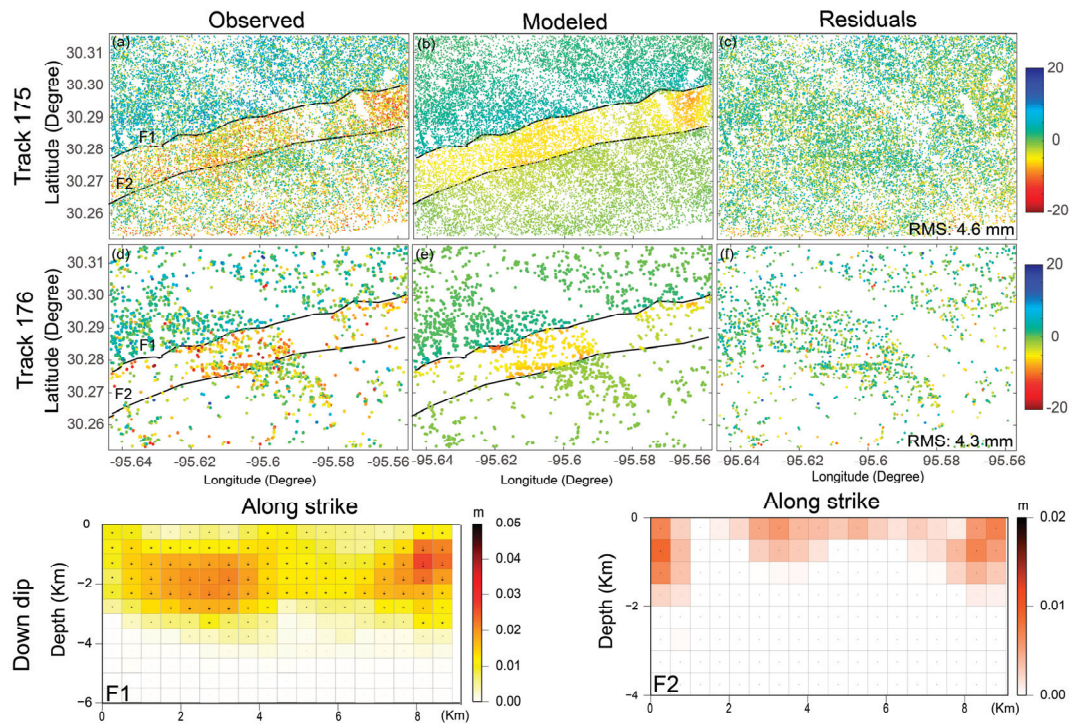 Observed
Modeled
Residuals
Track 175
Latitude (Degree)
30.31
30.30
30.29
30.28
30.27
30.26
(a)
F1
F2
(b)
(c)
RMS: 4.6 mm
20
0
-20
Track 176
Latitude (Degree)
30.31
30.30
30.29
30.28
30.27
30.26
(d)
F1
F2
(e)
(f)
RMS: 4.3 mm
20
0
-20
-95.64 -95.62 -95.6 -95.58 -95.56
Longitude (Degree)
-95.64 -95.62 -95.6 -95.58 -95.56
Longitude (Degree)
-95.64 -95.62 -95.6 -95.58 -95.56
Longitude (Degree)
Down dip
Along strike
Depth (Km)
0
-2
-4
-6
F1
0 2 4 6 8 (Km)
m
0.05
0.04
0.03
0.02
0.01
0.00
Along strike
Depth (Km)
0
-2
-4
F2
0 2 4 6 8 (Km)
m
0.02
0.01
0.00